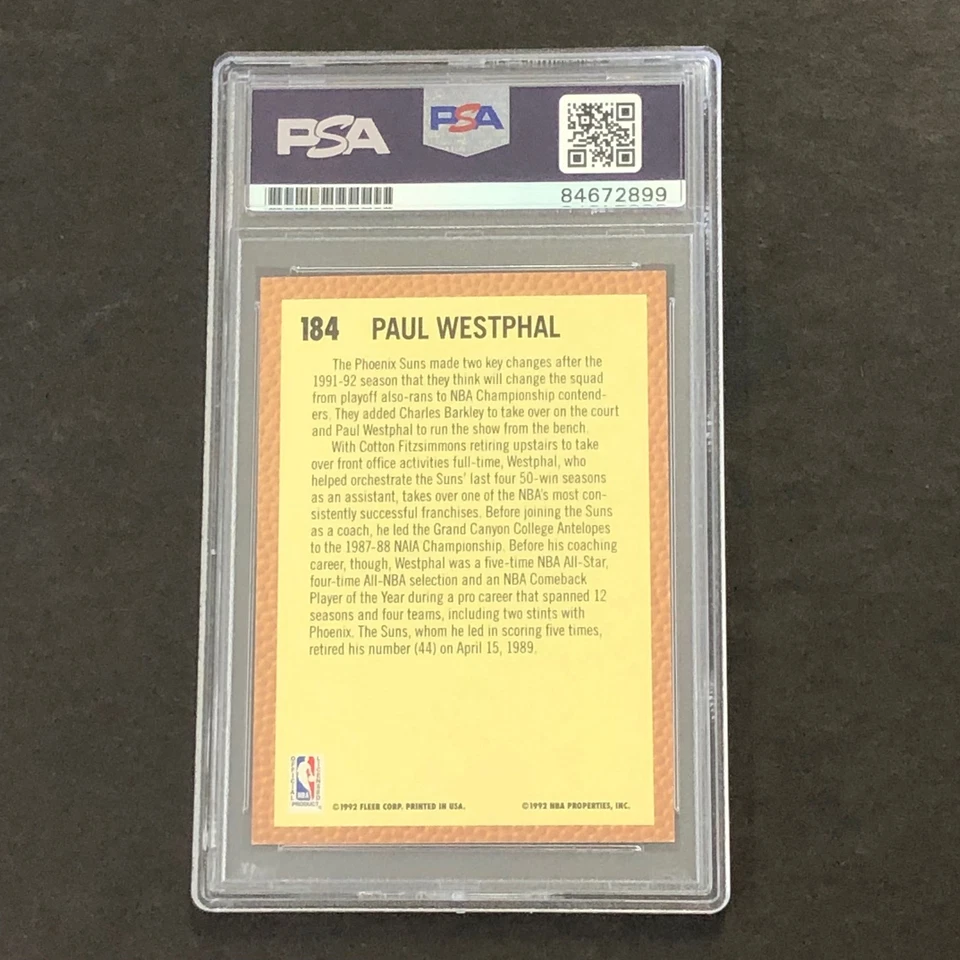 PSA PSA
84672899
184 PAUL WESTPHAL
The Phoenix Suns made two key changes after the
1991-92 season that they think will change the squad
from playoff also-rans to NBA Championship contend-
ers. They added Charles Barkley to take over on the court
and Paul Westphal to run the show from the bench.
With Cotton Fitzsimmons retiring upstairs to take
over front office activities full-time, Westphal, who
helped orchestrate the Suns' last four 50-win seasons
as an assistant, takes over one of the NBA's most con-
sistently successful franchises. Before joining the Suns
as a coach, he led the Grand Canyon College Antelopes
to the 1987-88 NAIA Championship. Before his coaching
career, though, Westphal was a five-time NBA All-Star,
four-time All-NBA selection and an NBA Comeback
Player of the Year during a pro career that spanned 12
seasons and four teams, including two stints with
Phoenix. The Suns, whom he led in scoring five times,
retired his number (44) on April 15, 1989.
OFFICIAL LICENSED
NBA
PRODUCT
©1992 FLEER CORP. PRINTED IN USA. ©1992 NBA PROPERTIES, INC.